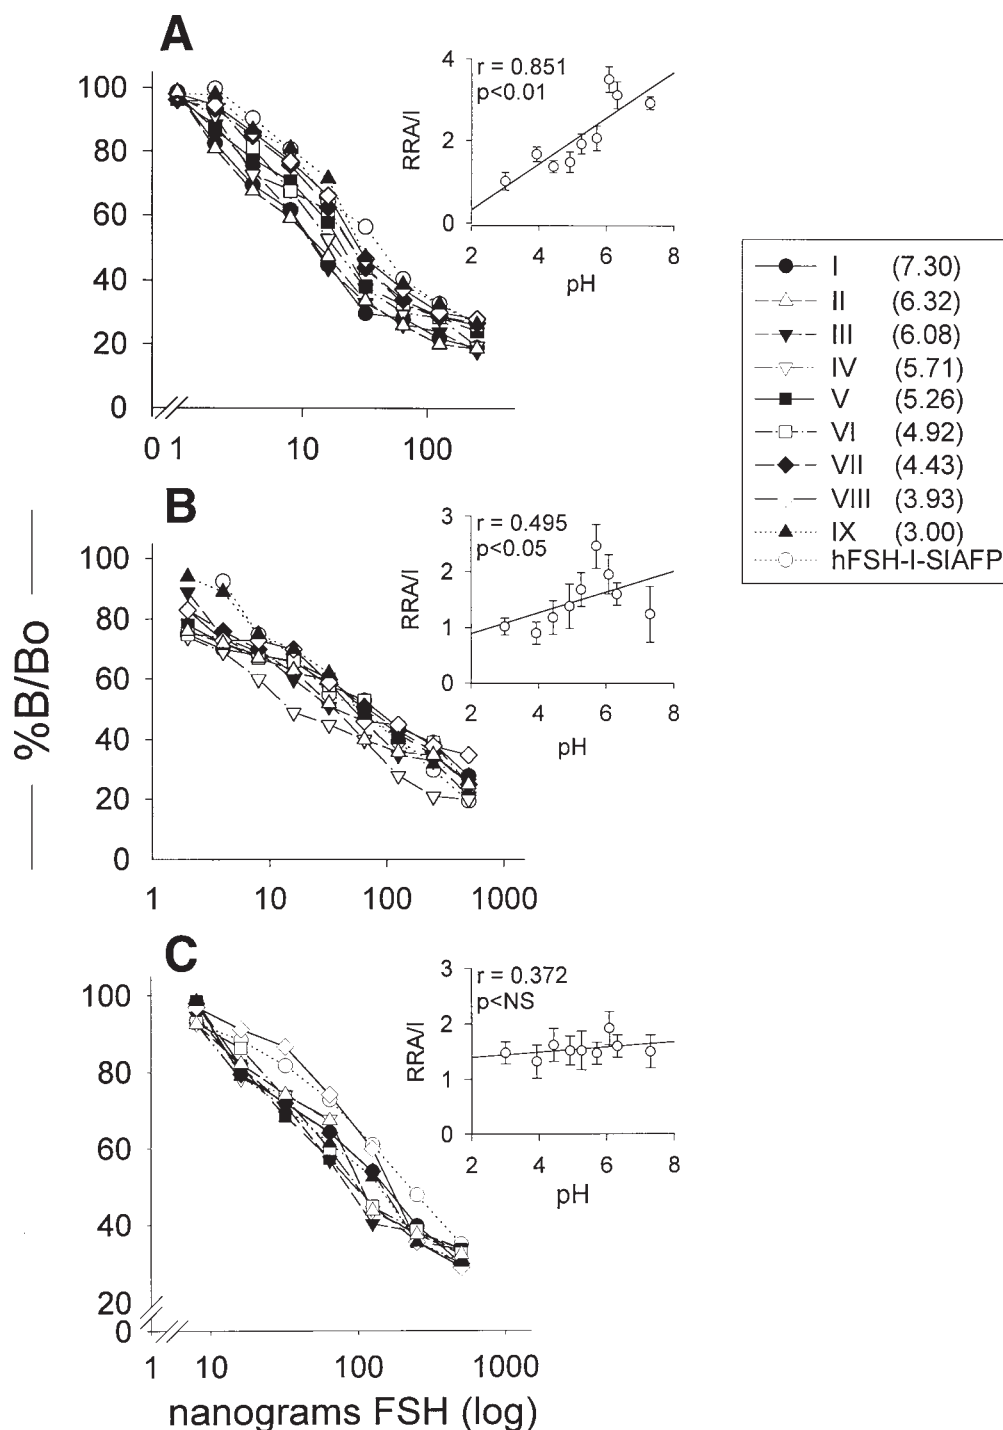 A
100
80
60
40
20
0
0 1
10
100
4
2
0
r = 0.851
p<0.01
RRA/I
2
4
6
8
pH
I (7.30)
II (6.32)
III (6.08)
IV (5.71)
V (5.26)
VI (4.92)
VII (4.43)
VIII (3.93)
IX (3.00)
hFSH-I-SIAFP
%B/Bo
B
100
80
60
40
20
0
1
10
100
1000
3
2
1
0
r = 0.495
p<0.05
RRA/I
2
4
6
8
pH
C
100
80
60
40
20
0
1
10
100
1000
3
2
1
0
r = 0.372
p<NS
RRA/I
2
4
6
8
pH
nanograms FSH (log)